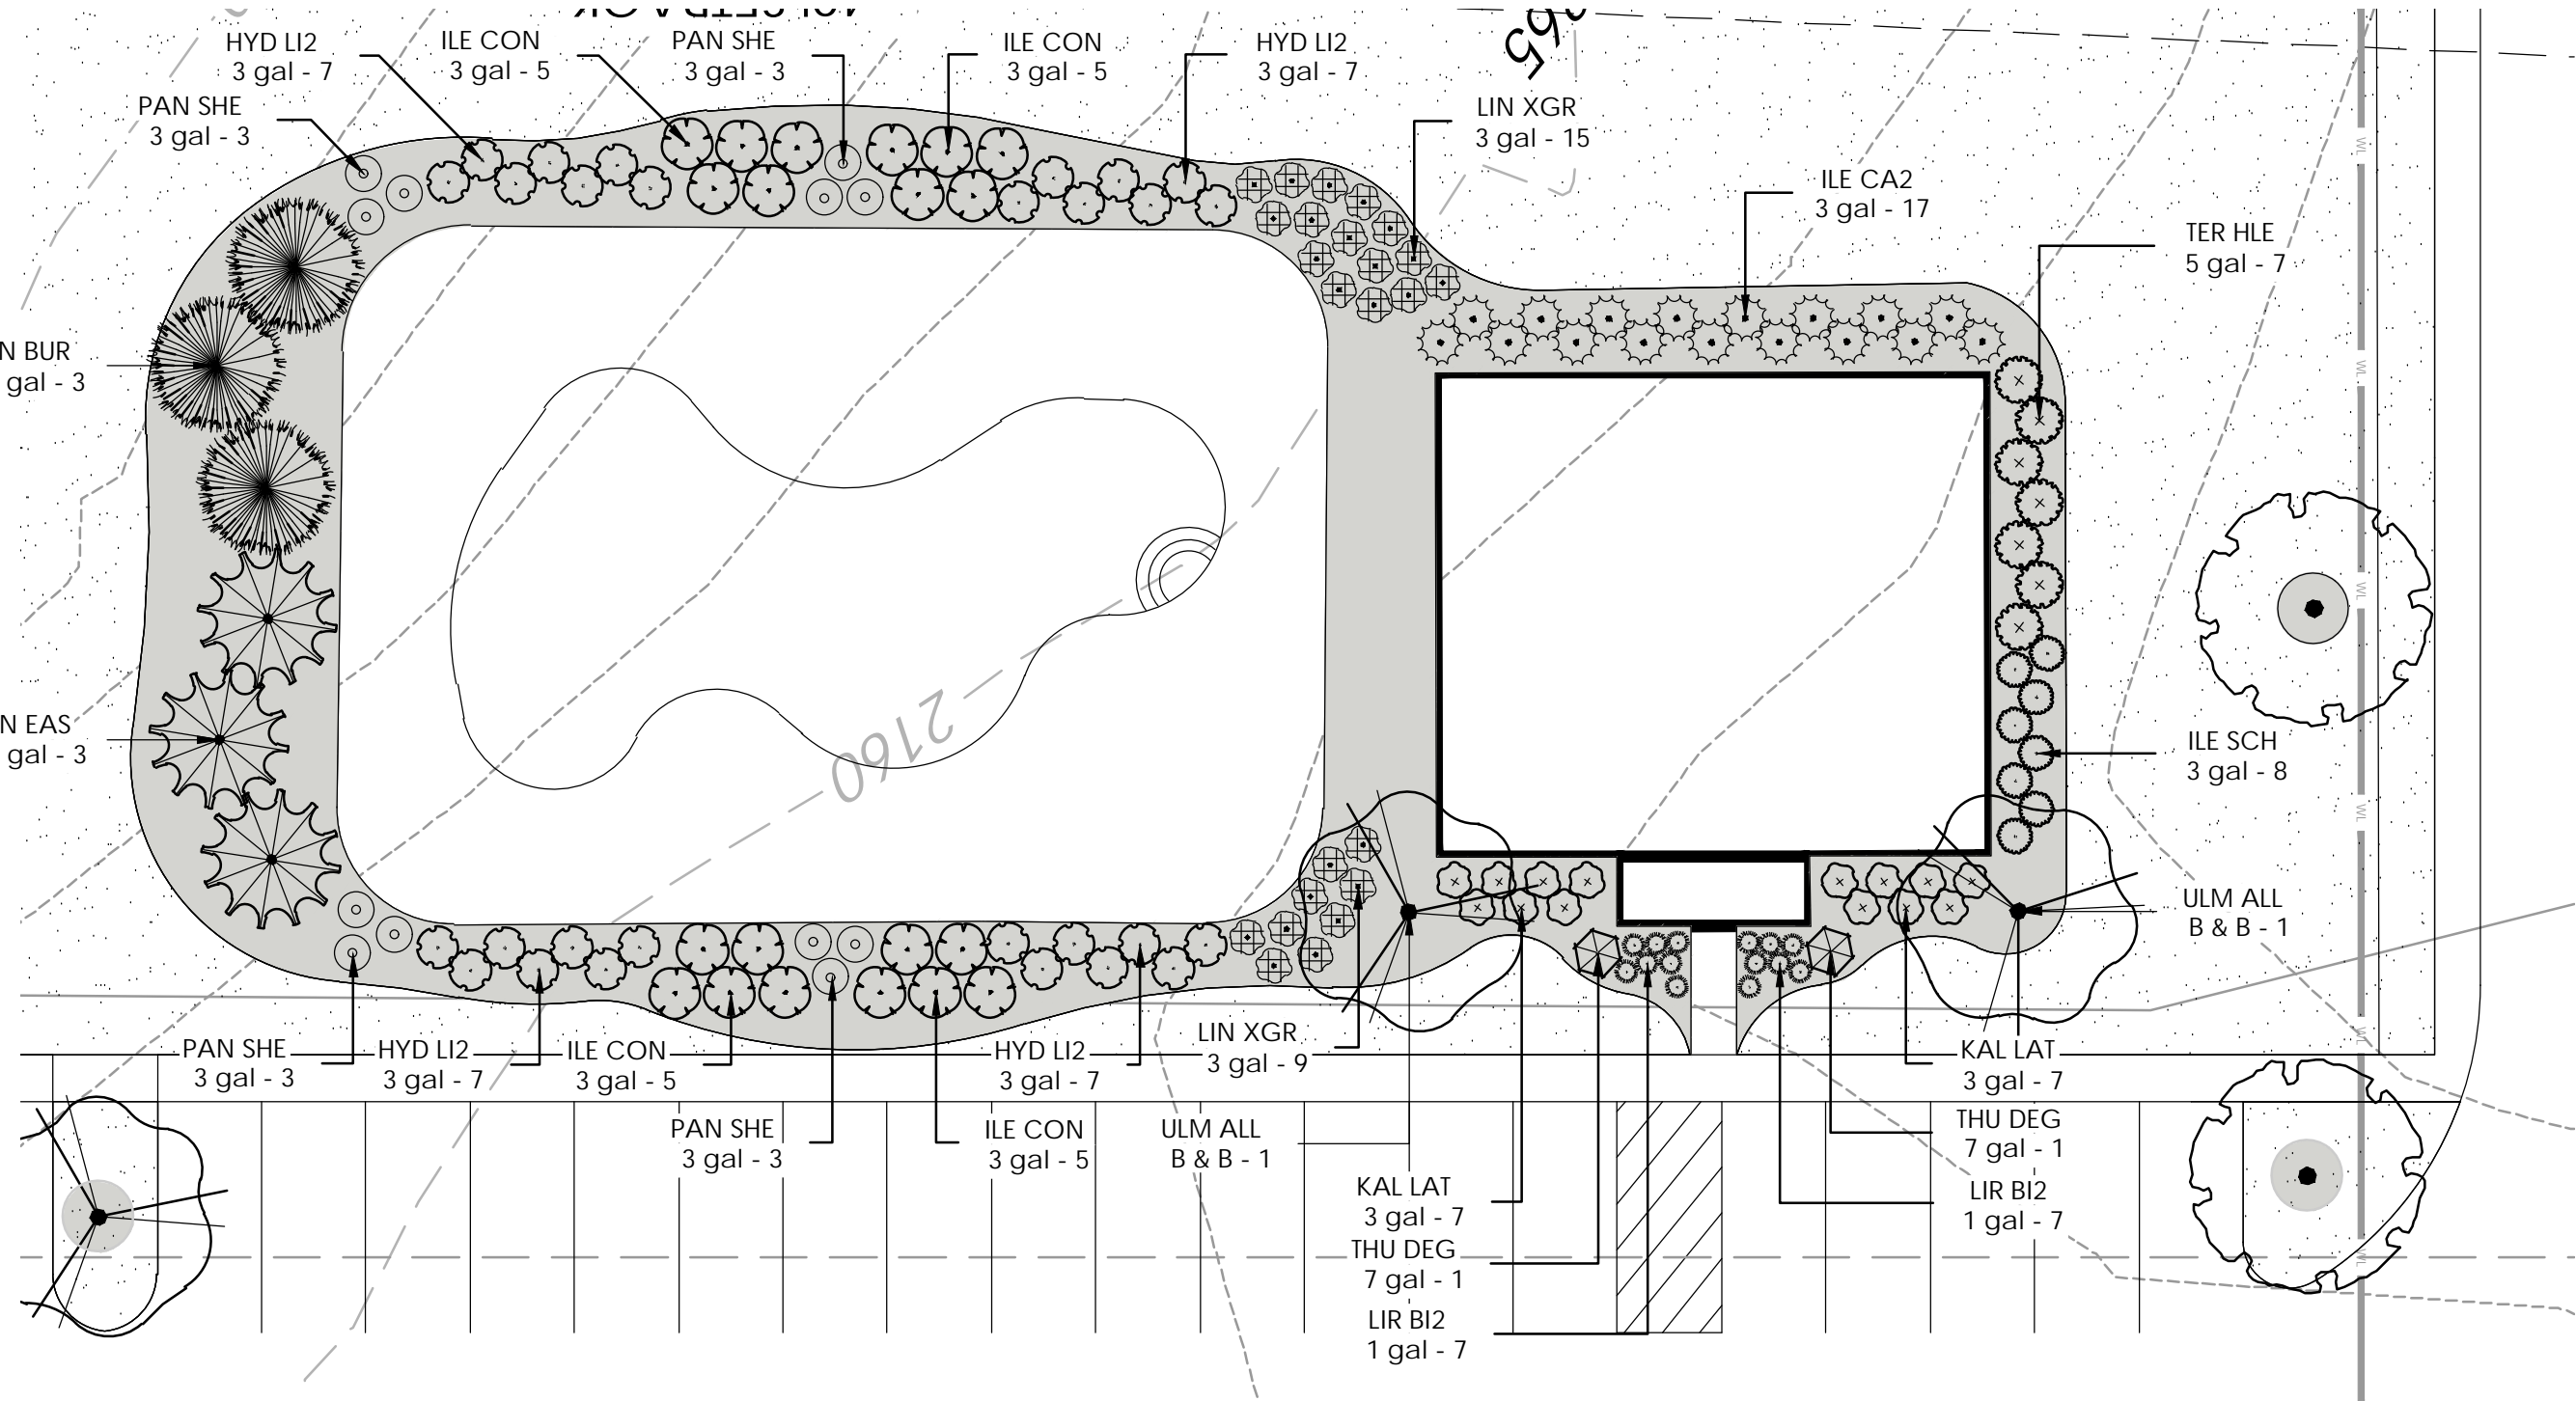 HYD LI2
3 gal - 7
ILE CON
3 gal - 5
PAN SHE
3 gal - 3
ILE CON
3 gal - 5
HYD LI2
3 gal - 7
PAN SHE
3 gal - 3
LIN XGR
3 gal - 15
ILE CA2
3 gal - 17
TER HLE
5 gal - 7
N BUR
gal - 3
N EAS
gal - 3
2160
ILE SCH
3 gal - 8
ULM ALL
B & B - 1
WL
WL
WL
WL
WL
WL
PAN SHE
3 gal - 3
HYD LI2
3 gal - 7
ILE CON
3 gal - 5
HYD LI2
3 gal - 7
LIN XGR
3 gal - 9
KAL LAT
3 gal - 7
PAN SHE
3 gal - 3
ILE CON
3 gal - 5
ULM ALL
B & B - 1
THU DEG
7 gal - 1
KAL LAT
3 gal - 7
LIR BI2
1 gal - 7
THU DEG
7 gal - 1
LIR BI2
1 gal - 7